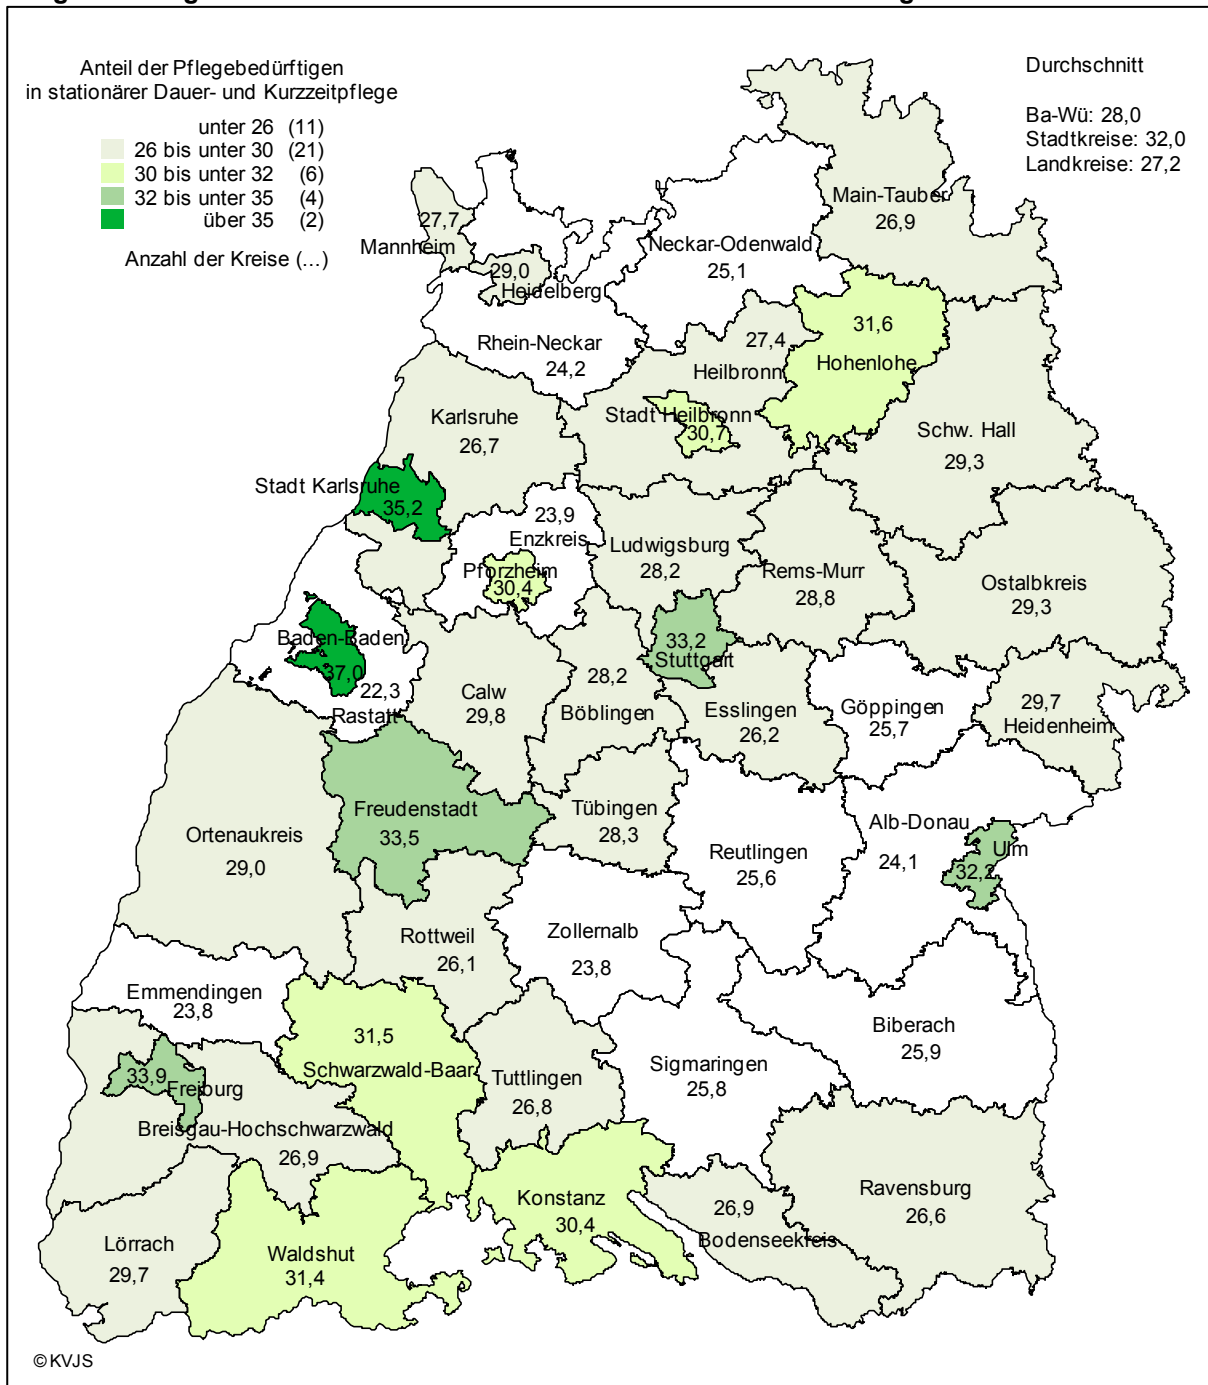 Anteil der Pflegebedürftigen
in stationärer Dauer- und Kurzzeitpflege
unter 26 (11)
26 bis unter 30 (21)
30 bis unter 32 (6)
32 bis unter 35 (4)
über 35 (2)
Anzahl der Kreise (...)
Durchschnitt
Ba-Wü: 28,0
Stadtkreise: 32,0
Landkreise: 27,2
Main-Tauber
26,9
27,7
Mannheim
Neckar-Odenwald
25,1
29,0
Heidelberg
31,6
Hohenlohe
Rhein-Neckar
24,2
27,4
Heilbronn
Karlsruhe
26,7
Stadt Heilbronn
30,7
Schw. Hall
29,3
Stadt Karlsruhe
35,2
23,9
Enzkreis
Ludwigsburg
28,2
Pforzheim
30,4
Rems-Murr
28,8
Ostalbkreis
29,3
Baden-Baden
37,0
33,2
Stuttgart
22,3
Rastatt
Calw
29,8
28,2
Böblingen
Esslingen
26,2
Göppingen
25,7
29,7
Heidenheim
Freudenstadt
33,5
Tübingen
28,3
Ortenaukreis
29,0
Reutlingen
25,6
Alb-Donau
24,1
Ulm
32,2
Rottweil
26,1
Zollernalb
23,8
Emmendingen
23,8
31,5
Schwarzwald-Baar
Biberach
25,9
33,9
Freiburg
Tuttlingen
26,8
Sigmaringen
25,8
Breisgau-Hochschwarzwald
26,9
Konstanz
30,4
26,9
Bodenseekreis
Ravensburg
26,6
Lörrach
29,7
Waldshut
31,4
© KVJS